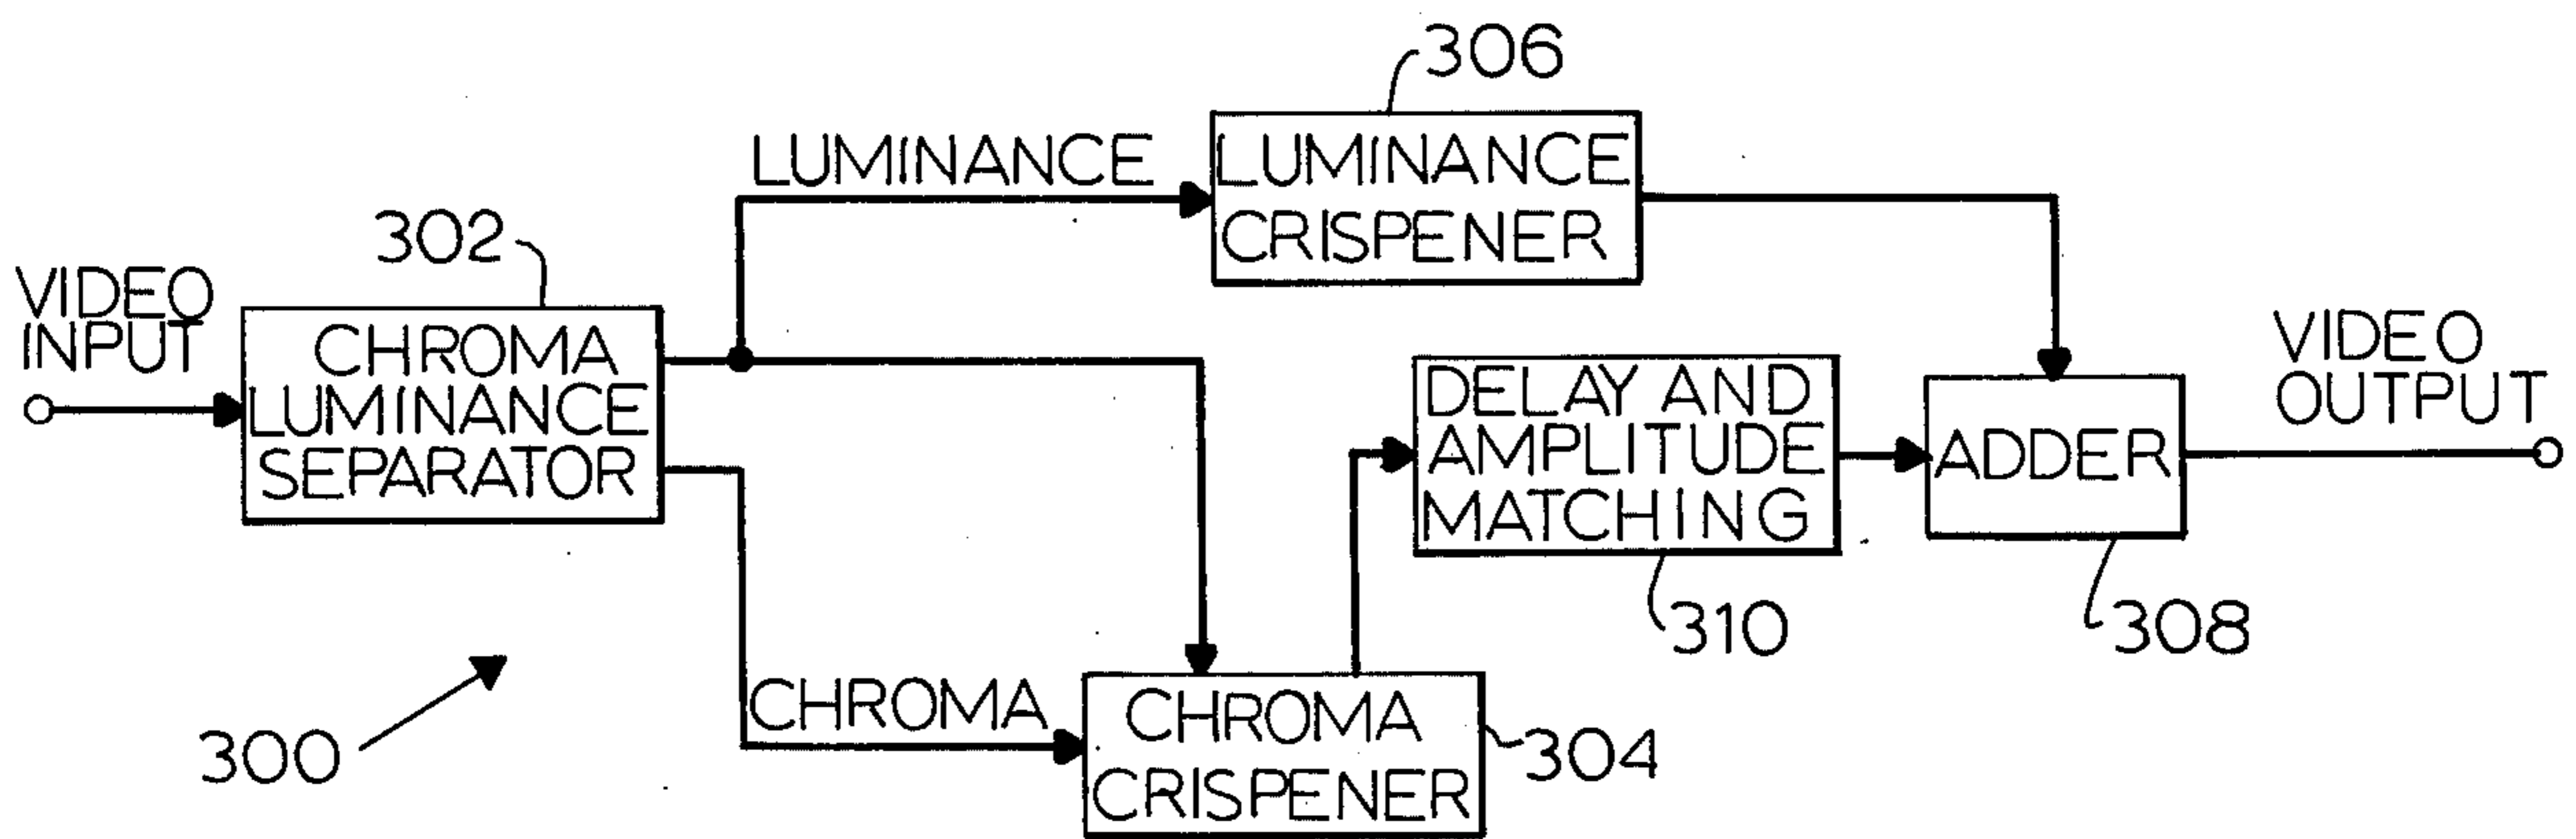 306
LUMINANCE
LUMINANCE
CRISPENER
302
VIDEO
INPUT
CHROMA
LUMINANCE
SEPARATOR
DELAY AND
AMPLITUDE
MATCHING
ADDER
VIDEO
OUTPUT
310
308
300
CHROMA
CHROMA
CRISPENER
304